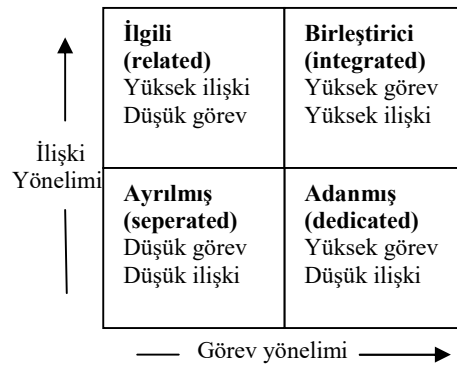 İlgili
(related)
Yüksek ilişki
Düşük görev
Birleştirici
(integrated)
Yüksek görev
Yüksek ilişki
İlişki
Yönelimi
Ayrılmış
(seperated)
Düşük görev
Düşük ilişki
Adanmış
(dedicated)
Yüksek görev
Düşük ilişki
Görev yönelimi